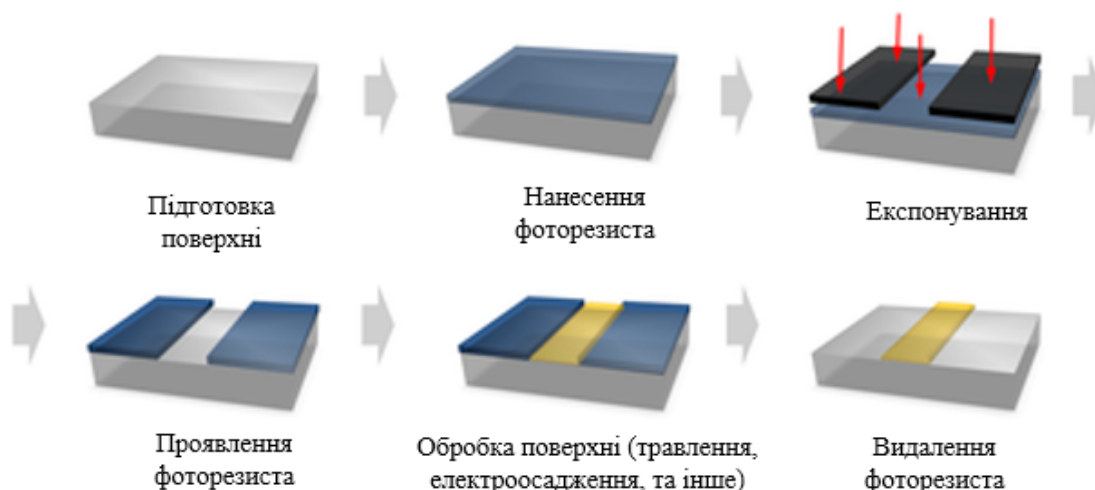 Підготовка
поверхні
Нанесення
фоторезиста
Експонування
Проявлення
фоторезиста
Обробка поверхні (травлення,
електроосадження, та інше)
Видалення
фоторезиста